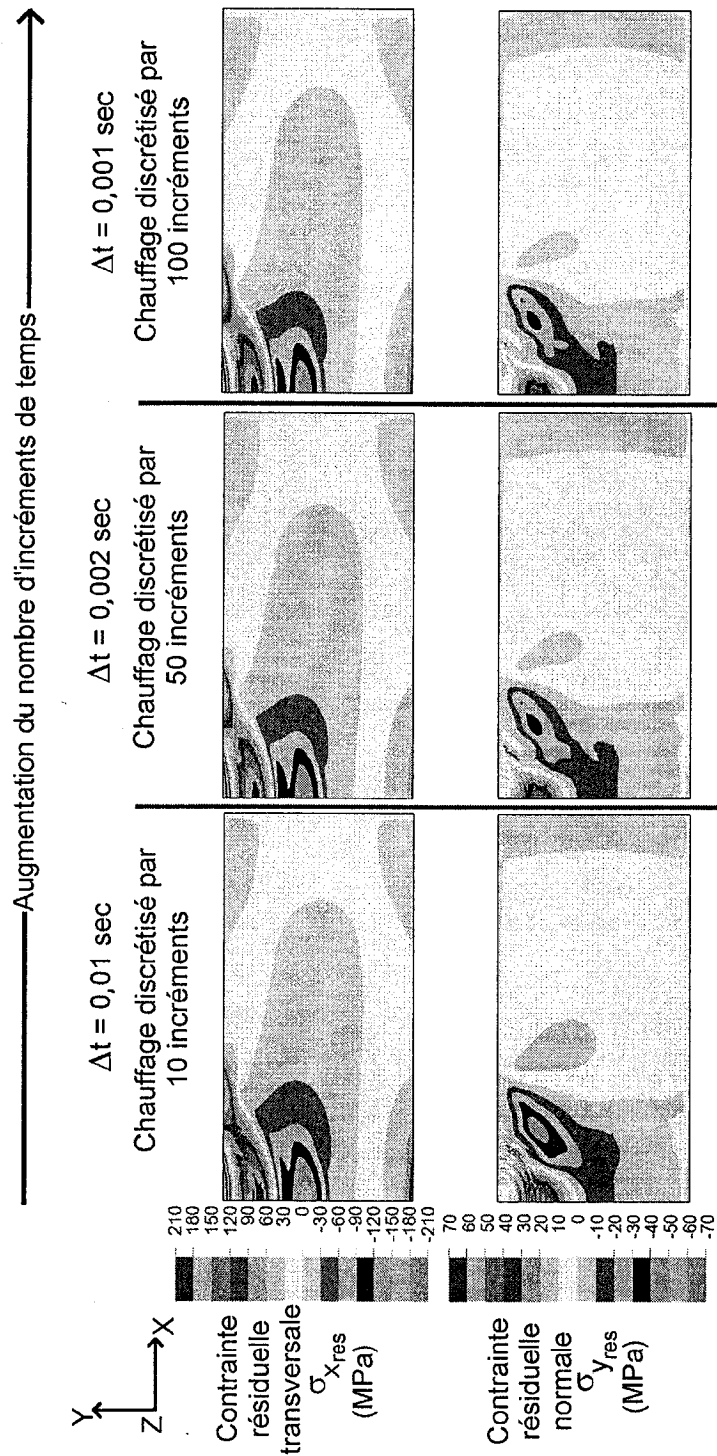 Augmentation du nombre d'incréments de temps
Δt = 0,01 sec
Chauffage discrétisé par
10 incréments
Δt = 0,002 sec
Chauffage discrétisé par
50 incréments
Δt = 0,001 sec
Chauffage discrétisé par
100 incréments
Y
Z
X
Contrainte
résiduelle
transversale
σxres
(MPa)
210
180
150
120
90
60
30
0
-30
-60
-90
-120
-150
-180
-210
Contrainte
résiduelle
normale
σyres
(MPa)
70
60
50
40
30
20
10
0
-10
-20
-30
-40
-50
-60
-70